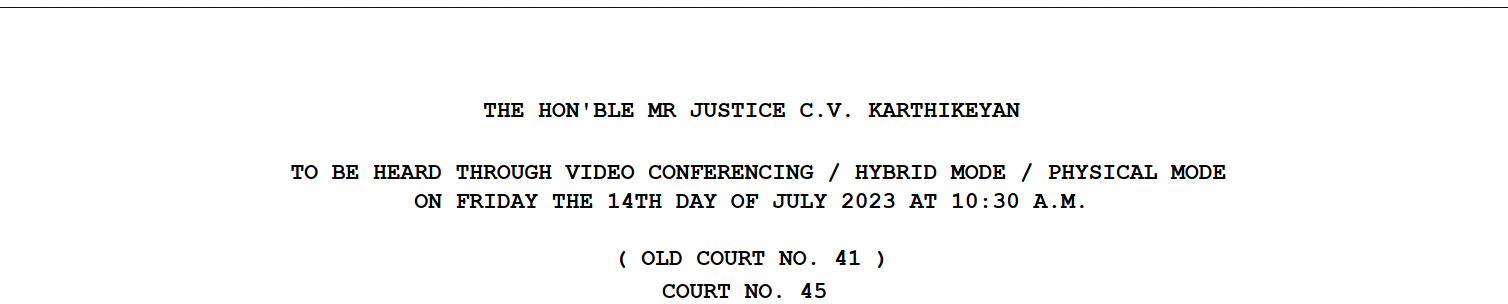 THE HON'BLE MR JUSTICE C.V. KARTHIKEYAN
TO BE HEARD THROUGH VIDEO CONFERENCING / HYBRID MODE / PHYSICAL MODE
ON FRIDAY THE 14TH DAY OF JULY 2023 AT 10:30 A.M.
( OLD COURT NO. 41 )
COURT NO. 45